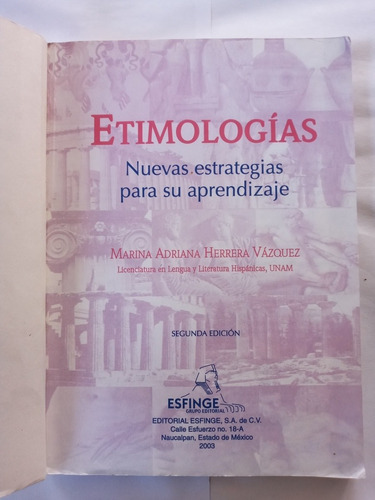 ETIMOLOGÍAS
Nuevas estrategias
para su aprendizaje
MARINA ADRIANA HERRERA VÁZQUEZ
Licenciatura en Lengua y Literatura Hispánicas, UNAM
SEGUNDA EDICIÓN
ESFINGE
GRUPO EDITORIAL
EDITORIAL ESFINGE, S.A. de C.V.
Calle Esfuerzo no. 18-A
Naucalpan, Estado de México
2003